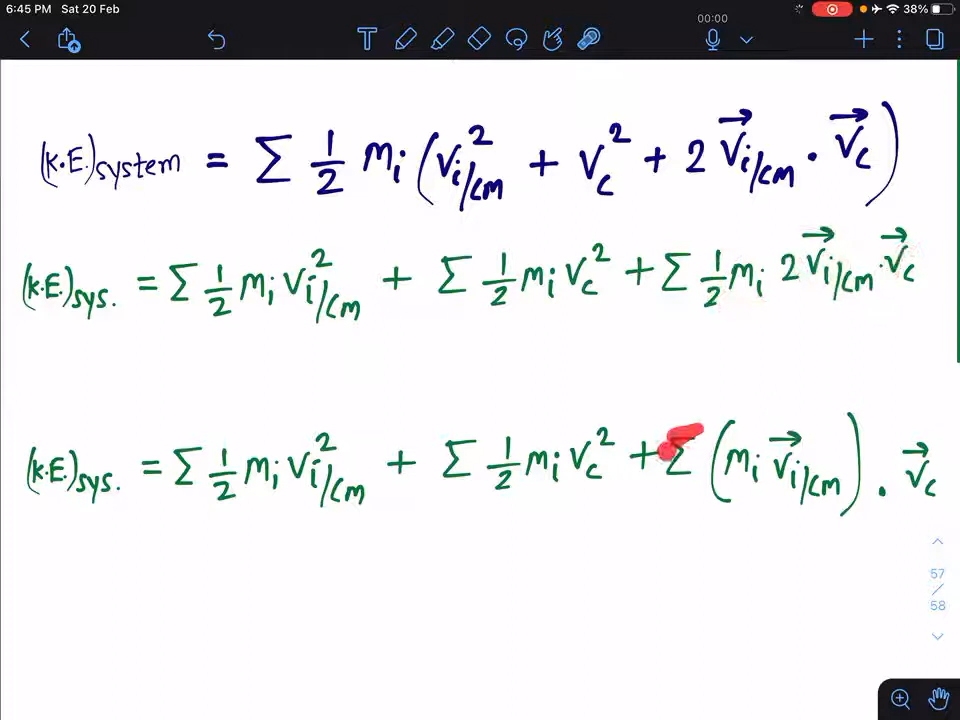 6:45 PM Sat 20 Feb 38%
00:00
(K.E.)system = Σ 1/2 mi (Vi/cm² + Vc² + 2 V⃗i/cm · V⃗c)
(K.E.)sys. = Σ 1/2 mi Vi/cm² + Σ 1/2 mi Vc² + Σ 1/2 mi 2 V⃗i/cm · V⃗c
(K.E.)sys. = Σ 1/2 mi Vi/cm² + Σ 1/2 mi Vc² + Σ (mi V⃗i/cm) . V⃗c
57
/
58